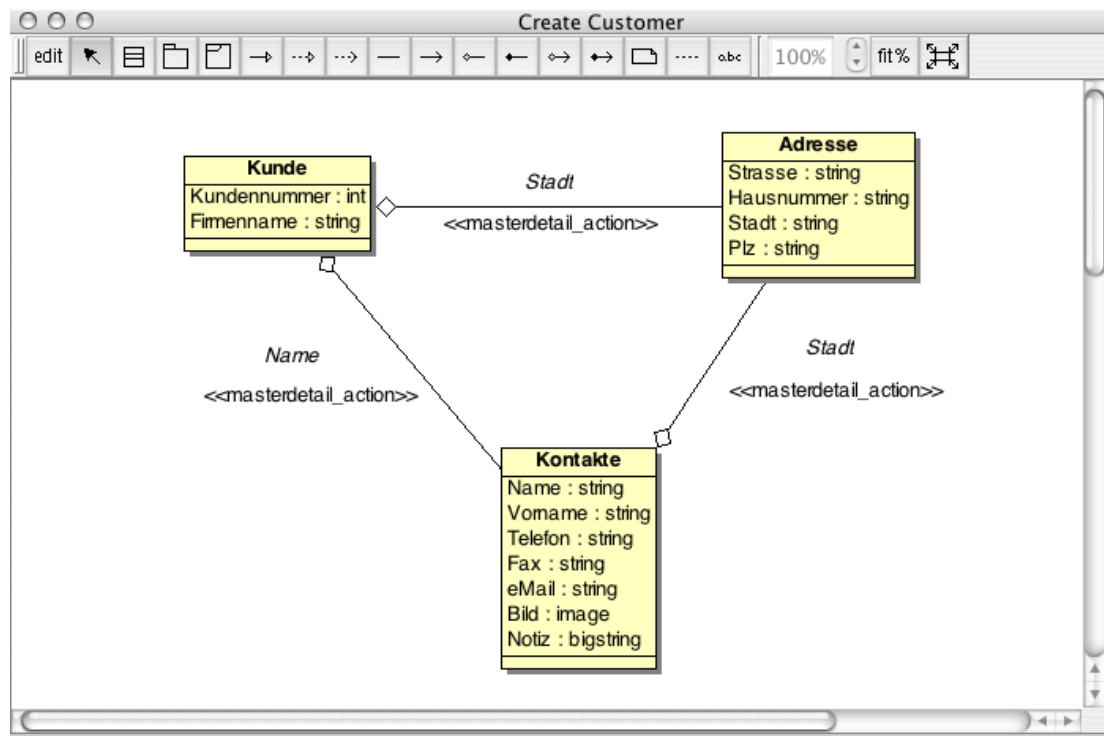 Create Customer
edit
abc
100%
fit%
Kunde
Kundennummer : int
Firmenname : string
Stadt
<<masterdetail_action>>
Adresse
Strasse : string
Hausnummer : string
Stadt : string
Plz : string
Name
<<masterdetail_action>>
Stadt
<<masterdetail_action>>
Kontakte
Name : string
Vorname : string
Telefon : string
Fax : string
eMail : string
Bild : image
Notiz : bigstring